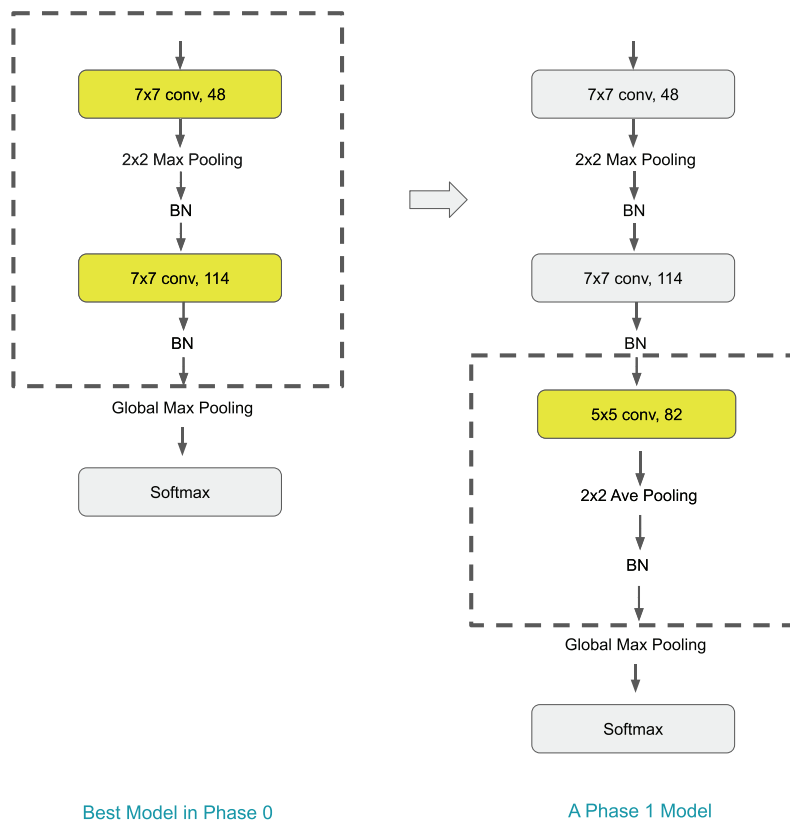 7x7 conv, 48
2x2 Max Pooling
BN
7x7 conv, 114
BN
Global Max Pooling
Softmax
Best Model in Phase 0
7x7 conv, 48
2x2 Max Pooling
BN
7x7 conv, 114
BN
5x5 conv, 82
2x2 Ave Pooling
BN
Global Max Pooling
Softmax
A Phase 1 Model